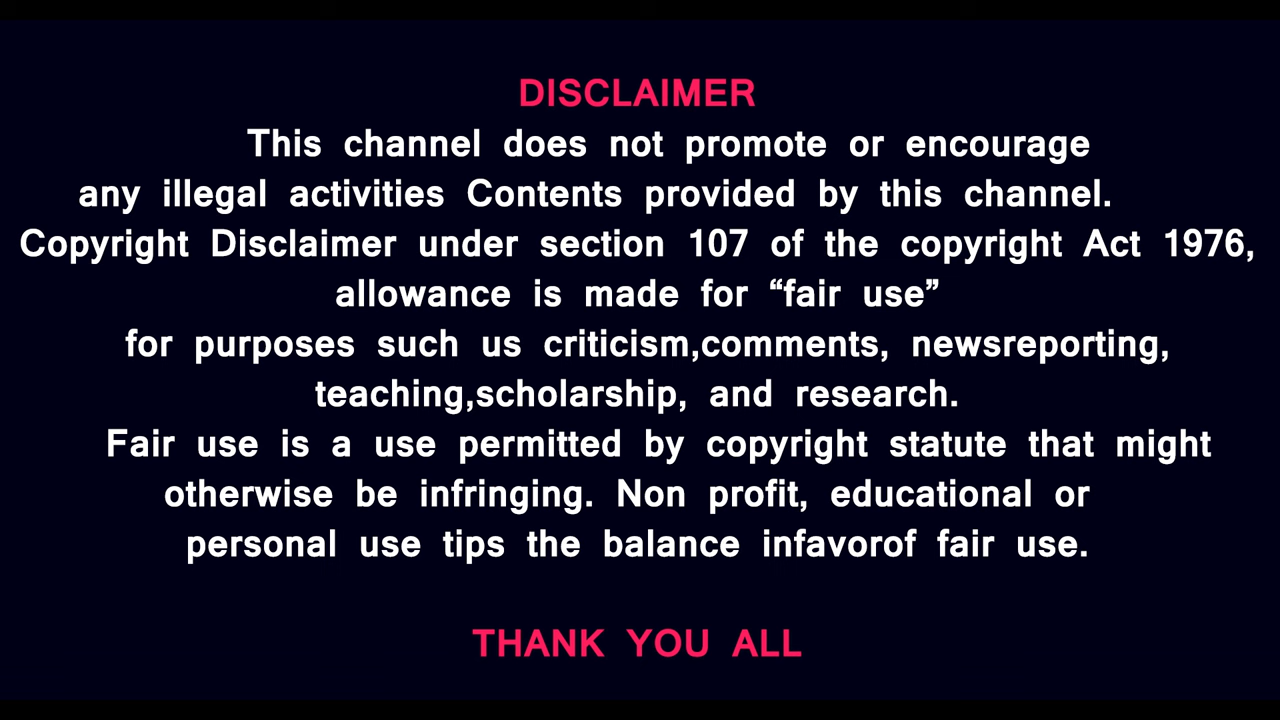 DISCLAIMER
This channel does not promote or encourage
any illegal activities Contents provided by this channel.
Copyright Disclaimer under section 107 of the copyright Act 1976,
allowance is made for “fair use”
for purposes such us criticism,comments, newsreporting,
teaching,scholarship, and research.
Fair use is a use permitted by copyright statute that might
otherwise be infringing. Non profit, educational or
personal use tips the balance infavorof fair use.
THANK YOU ALL